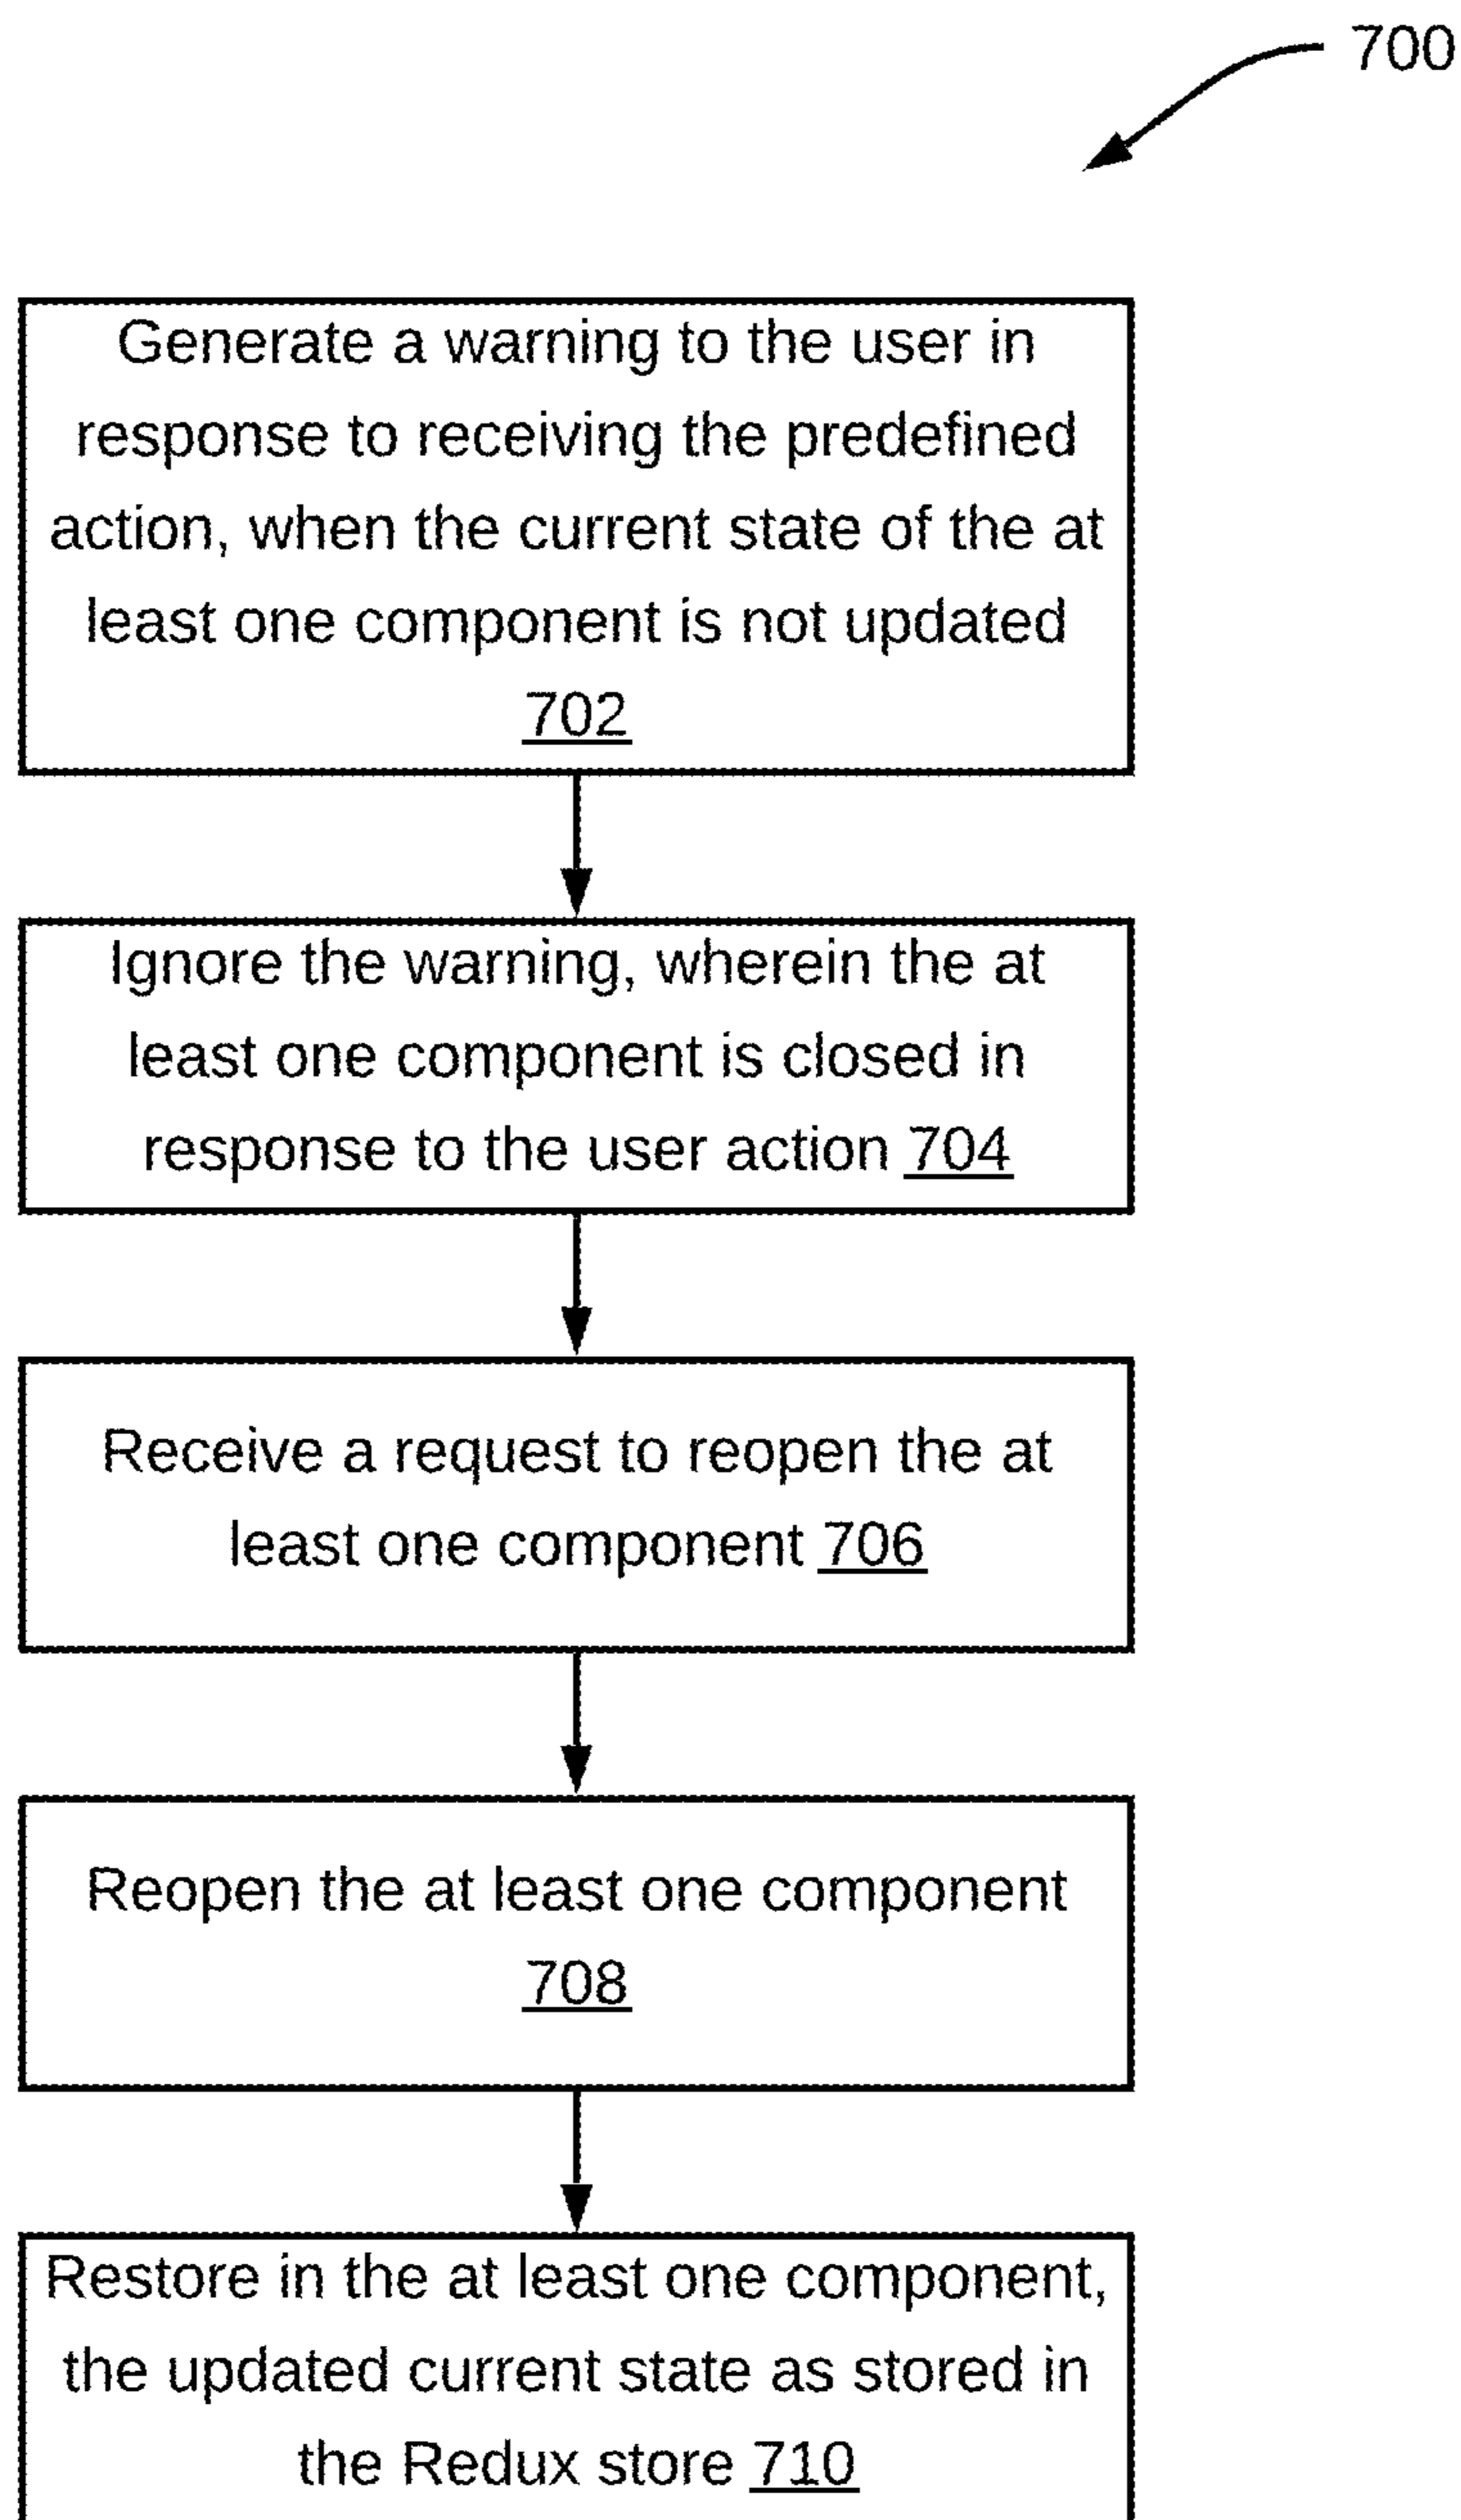 700
Generate a warning to the user in
response to receiving the predefined
action, when the current state of the at
least one component is not updated
702
Ignore the warning, wherein the at
least one component is closed in
response to the user action 704
Receive a request to reopen the at
least one component 706
Reopen the at least one component
708
Restore in the at least one component,
the updated current state as stored in
the Redux store 710